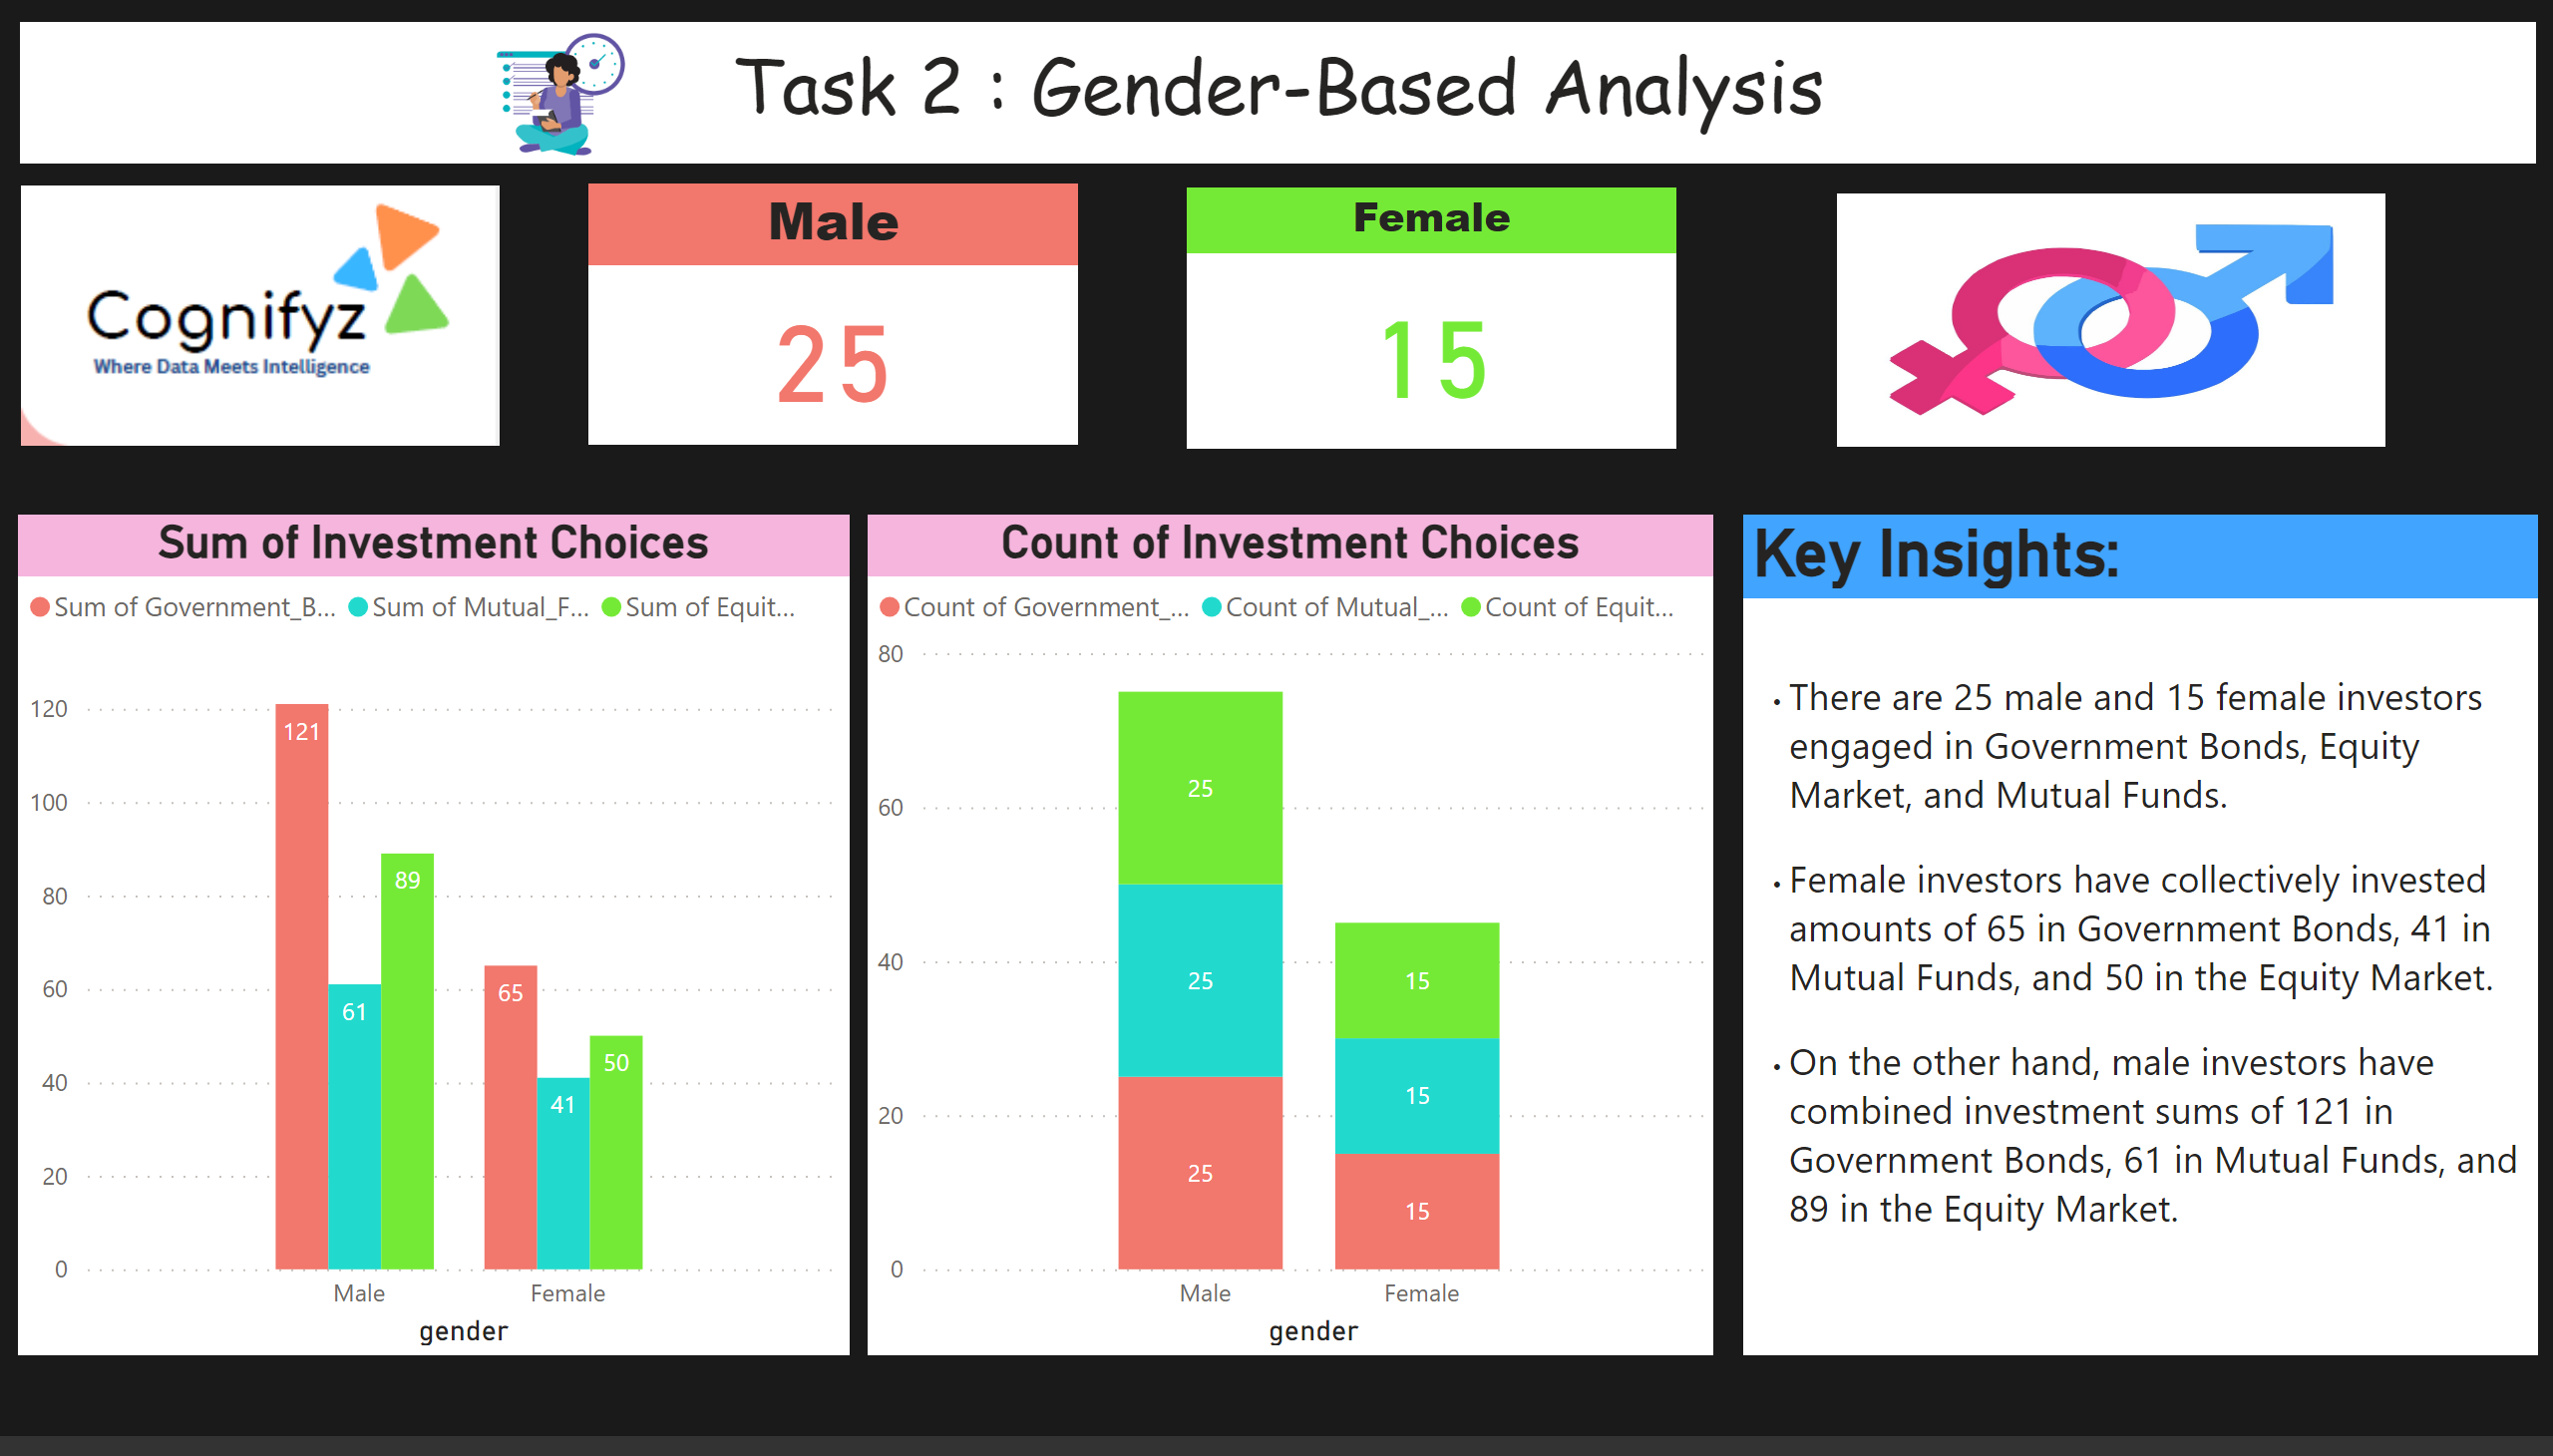 Task 2 : Gender-Based Analysis
Cognifyz
Where Data Meets Intelligence
Male
25
Female
15
Sum of Investment Choices
Sum of Government_B... Sum of Mutual_F... Sum of Equit...
120
100
80
60
40
20
0
121
61
89
65
41
50
Male Female
gender
Count of Investment Choices
Count of Government_... Count of Mutual_... Count of Equit...
80
60
40
20
0
25
25
25
15
15
15
Male Female
gender
Key Insights:
• There are 25 male and 15 female investors
engaged in Government Bonds, Equity
Market, and Mutual Funds.
• Female investors have collectively invested
amounts of 65 in Government Bonds, 41 in
Mutual Funds, and 50 in the Equity Market.
• On the other hand, male investors have
combined investment sums of 121 in
Government Bonds, 61 in Mutual Funds, and
89 in the Equity Market.